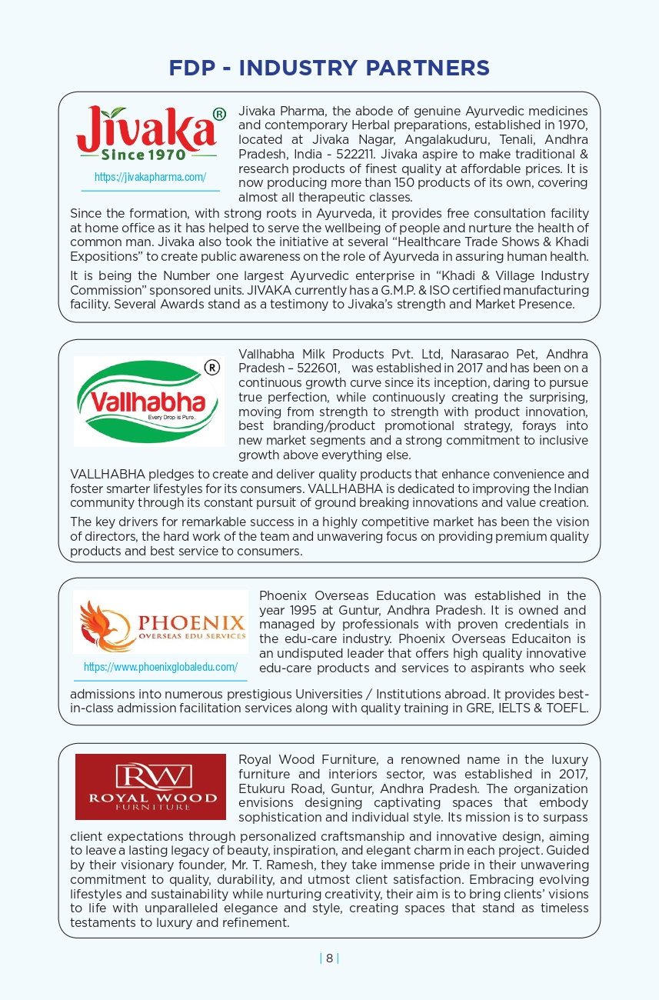 FDP - INDUSTRY PARTNERS
Jivaka®
Since 1970
https://jivakapharma.com/
Jivaka Pharma, the abode of genuine Ayurvedic medicines
and contemporary Herbal preparations, established in 1970,
located at Jivaka Nagar, Angalakuduru, Tenali, Andhra
Pradesh, India - 522211. Jivaka aspire to make traditional &
research products of finest quality at affordable prices. It is
now producing more than 150 products of its own, covering
almost all therapeutic classes.
Since the formation, with strong roots in Ayurveda, it provides free consultation facility
at home office as it has helped to serve the wellbeing of people and nurture the health of
common man. Jivaka also took the initiative at several “Healthcare Trade Shows & Khadi
Expositions” to create public awareness on the role of Ayurveda in assuring human health.
It is being the Number one largest Ayurvedic enterprise in “Khadi & Village Industry
Commission” sponsored units. JIVAKA currently has a G.M.P. & ISO certified manufacturing
facility. Several Awards stand as a testimony to Jivaka’s strength and Market Presence.
®
Vallhabha
Every Drop is Pure..
Vallhabha Milk Products Pvt. Ltd, Narasarao Pet, Andhra
Pradesh – 522601, was established in 2017 and has been on a
continuous growth curve since its inception, daring to pursue
true perfection, while continuously creating the surprising,
moving from strength to strength with product innovation,
best branding/product promotional strategy, forays into
new market segments and a strong commitment to inclusive
growth above everything else.
VALLHABHA pledges to create and deliver quality products that enhance convenience and
foster smarter lifestyles for its consumers. VALLHABHA is dedicated to improving the Indian
community through its constant pursuit of ground breaking innovations and value creation.
The key drivers for remarkable success in a highly competitive market has been the vision
of directors, the hard work of the team and unwavering focus on providing premium quality
products and best service to consumers.
PHOENIX
OVERSEAS EDU SERVICES
https://www.phoenixglobaledu.com/
Phoenix Overseas Education was established in the
year 1995 at Guntur, Andhra Pradesh. It is owned and
managed by professionals with proven credentials in
the edu-care industry. Phoenix Overseas Educaiton is
an undisputed leader that offers high quality innovative
edu-care products and services to aspirants who seek
admissions into numerous prestigious Universities / Institutions abroad. It provides best-
in-class admission facilitation services along with quality training in GRE, IELTS & TOEFL.
RW
ROYAL WOOD
FURNITURE
Royal Wood Furniture, a renowned name in the luxury
furniture and interiors sector, was established in 2017,
Etukuru Road, Guntur, Andhra Pradesh. The organization
envisions designing captivating spaces that embody
sophistication and individual style. Its mission is to surpass
client expectations through personalized craftsmanship and innovative design, aiming
to leave a lasting legacy of beauty, inspiration, and elegant charm in each project. Guided
by their visionary founder, Mr. T. Ramesh, they take immense pride in their unwavering
commitment to quality, durability, and utmost client satisfaction. Embracing evolving
lifestyles and sustainability while nurturing creativity, their aim is to bring clients’ visions
to life with unparalleled elegance and style, creating spaces that stand as timeless
testaments to luxury and refinement.
| 8 |